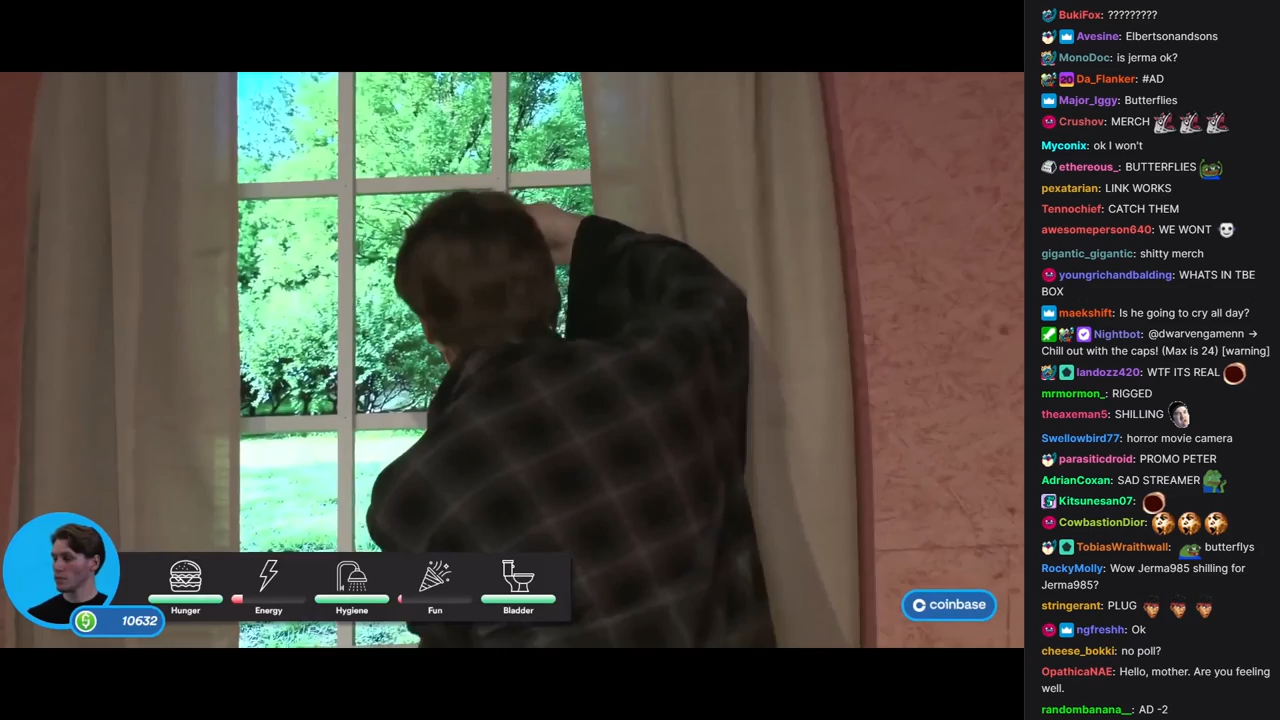 Hunger
Energy
Hygiene
Fun
Bladder
10632
coinbase
BukiFox: ?????????
Avesine: Elbertsonandsons
MonoDoc: is jerma ok?
20 Da_Flanker: #AD
Major_Iggy: Butterflies
Crushov: MERCH
Myconix: ok I won't
ethereous_: BUTTERFLIES
pexatarian: LINK WORKS
Tennochief: CATCH THEM
awesomeperson640: WE WONT
gigantic_gigantic: shitty merch
youngrichandbalding: WHATS IN TBE
BOX
maekshift: Is he going to cry all day?
Nightbot: @dwarvengamenn →
Chill out with the caps! (Max is 24) [warning]
landozz420: WTF ITS REAL
mrmormon_: RIGGED
theaxeman5: SHILLING
Swellowbird77: horror movie camera
parasiticdroid: PROMO PETER
AdrianCoxan: SAD STREAMER
Kitsunesan07:
CowbastionDior:
TobiasWraithwall: butterflys
RockyMolly: Wow Jerma985 shilling for
Jerma985?
stringerant: PLUG
ngfreshh: Ok
cheese_bokki: no poll?
OpathicaNAE: Hello, mother. Are you feeling
well.
randombanana__: AD -2